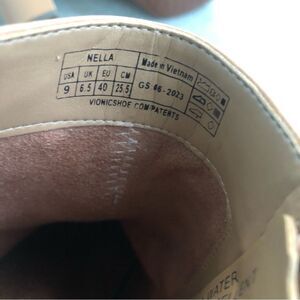 NELLA
USA UK EU CM
9 6.5 40 25.5
VIONICSHOE.COM/PATENTS
Made in Vietnam
GS 06-2023